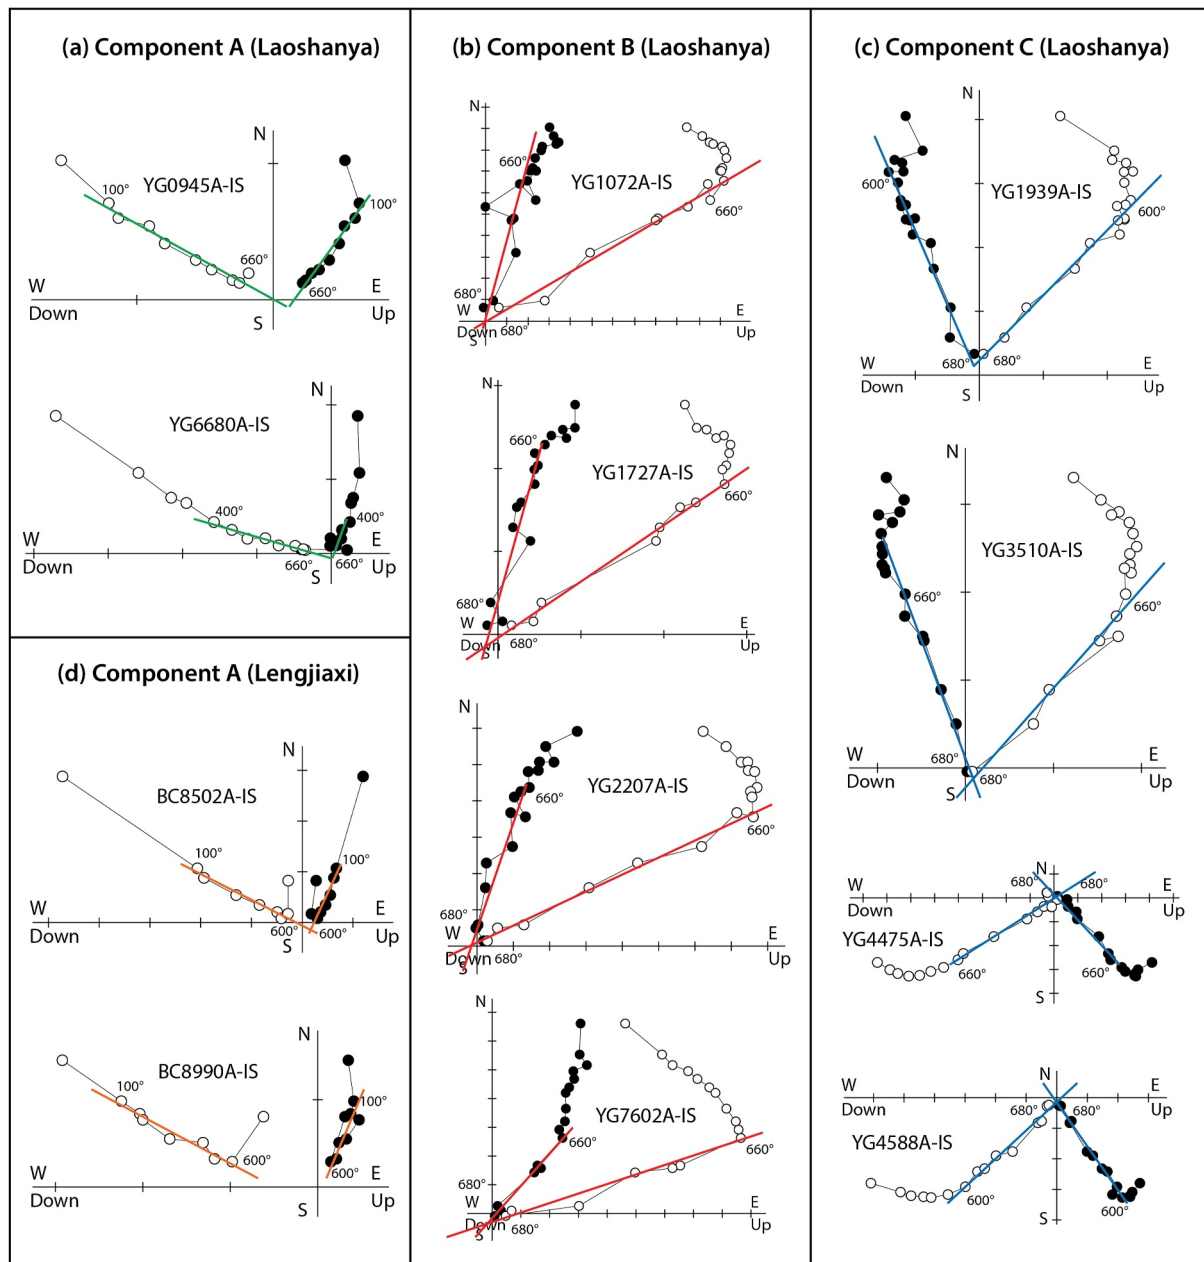 (a) Component A (Laoshanya)
N
YG0945A-IS
100°
100°
660°
660°
W
E
Down
S
Up
N
YG6680A-IS
400°
400°
W
E
Down
660°
S
660°
Up
(d) Component A (Lengjiaxi)
N
BC8502A-IS
100°
100°
W
E
Down
600°
S
600°
Up
N
BC8990A-IS
100°
100°
600°
600°
W
E
Down
S
Up
(b) Component B (Laoshanya)
N
660°
YG1072A-IS
660°
680°
W
E
Down
680°
Up
S
N
660°
YG1727A-IS
660°
680°
W
E
Down
680°
Up
S
N
YG2207A-IS
660°
660°
680°
W
E
Down
680°
Up
S
N
YG7602A-IS
660°
660°
680°
W
E
Down
680°
Up
S
(c) Component C (Laoshanya)
N
600°
YG1939A-IS
600°
W
680°
680°
E
Down
Up
S
N
YG3510A-IS
660°
660°
W
680°
E
Down
680°
Up
S
N
W
680°
680°
E
Down
Up
YG4475A-IS
660°
660°
S
N
W
E
Down
680°
680°
Up
YG4588A-IS
600°
600°
S